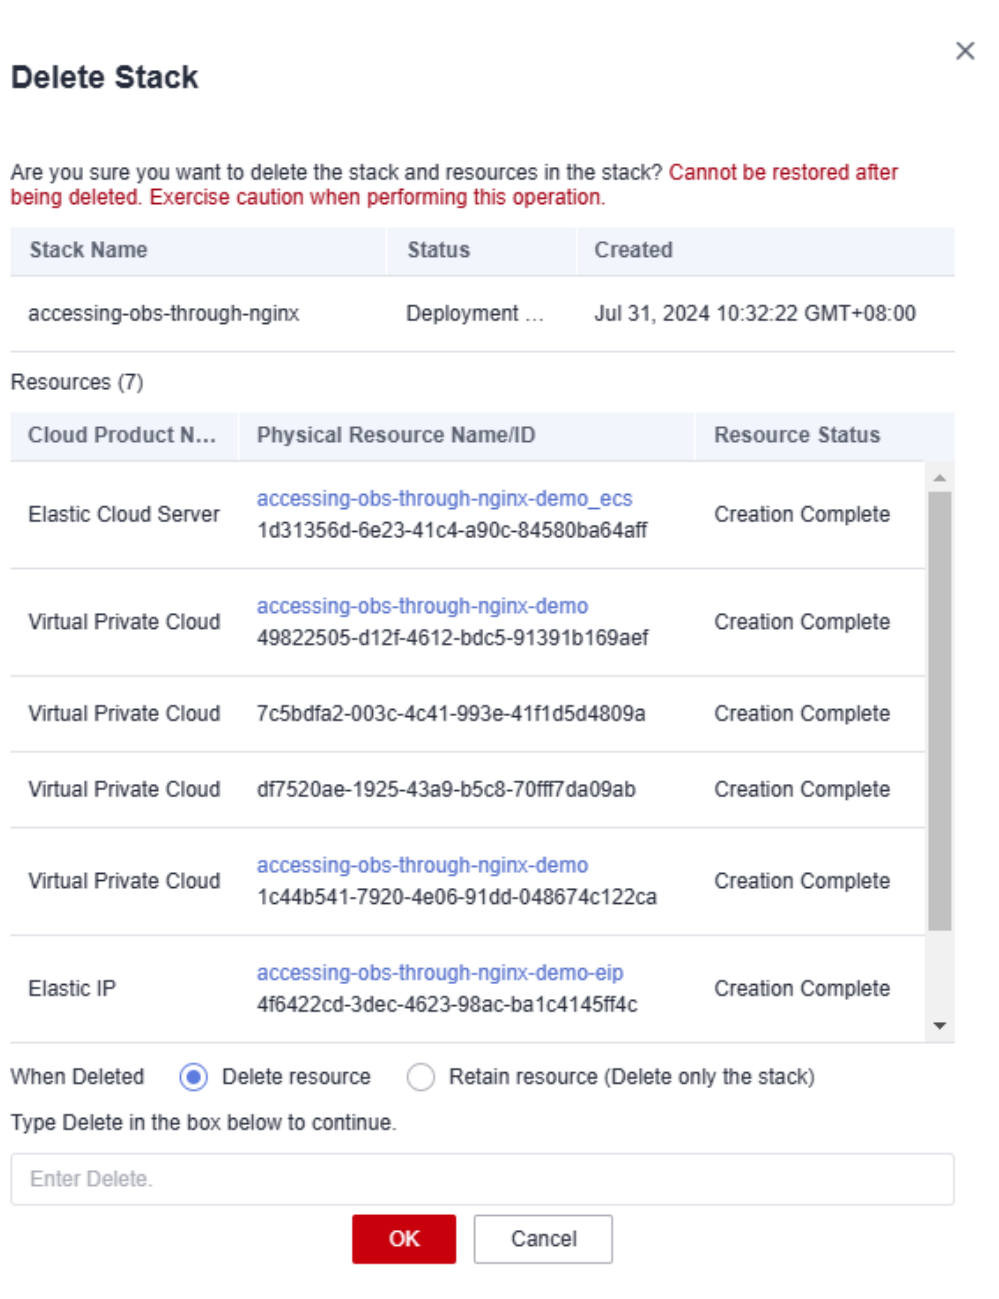 Delete Stack
Are you sure you want to delete the stack and resources in the stack? Cannot be restored after
being deleted. Exercise caution when performing this operation.
Stack Name Status Created
accessing-obs-through-nginx Deployment ... Jul 31, 2024 10:32:22 GMT+08:00
Resources (7)
Cloud Product N... Physical Resource Name/ID Resource Status
Elastic Cloud Server accessing-obs-through-nginx-demo_ecs Creation Complete
1d31356d-6e23-41c4-a90c-84580ba64aff
Virtual Private Cloud accessing-obs-through-nginx-demo Creation Complete
49822505-d12f-4612-bdc5-91391b169aef
Virtual Private Cloud 7c5bdfa2-003c-4c41-993e-41f1d5d4809a Creation Complete
Virtual Private Cloud df7520ae-1925-43a9-b5c8-70fff7da09ab Creation Complete
Virtual Private Cloud accessing-obs-through-nginx-demo Creation Complete
1c44b541-7920-4e06-91dd-048674c122ca
Elastic IP accessing-obs-through-nginx-demo-eip Creation Complete
4f6422cd-3dec-4623-98ac-ba1c4145ff4c
When Deleted Delete resource Retain resource (Delete only the stack)
Type Delete in the box below to continue.
Enter Delete.
OK Cancel